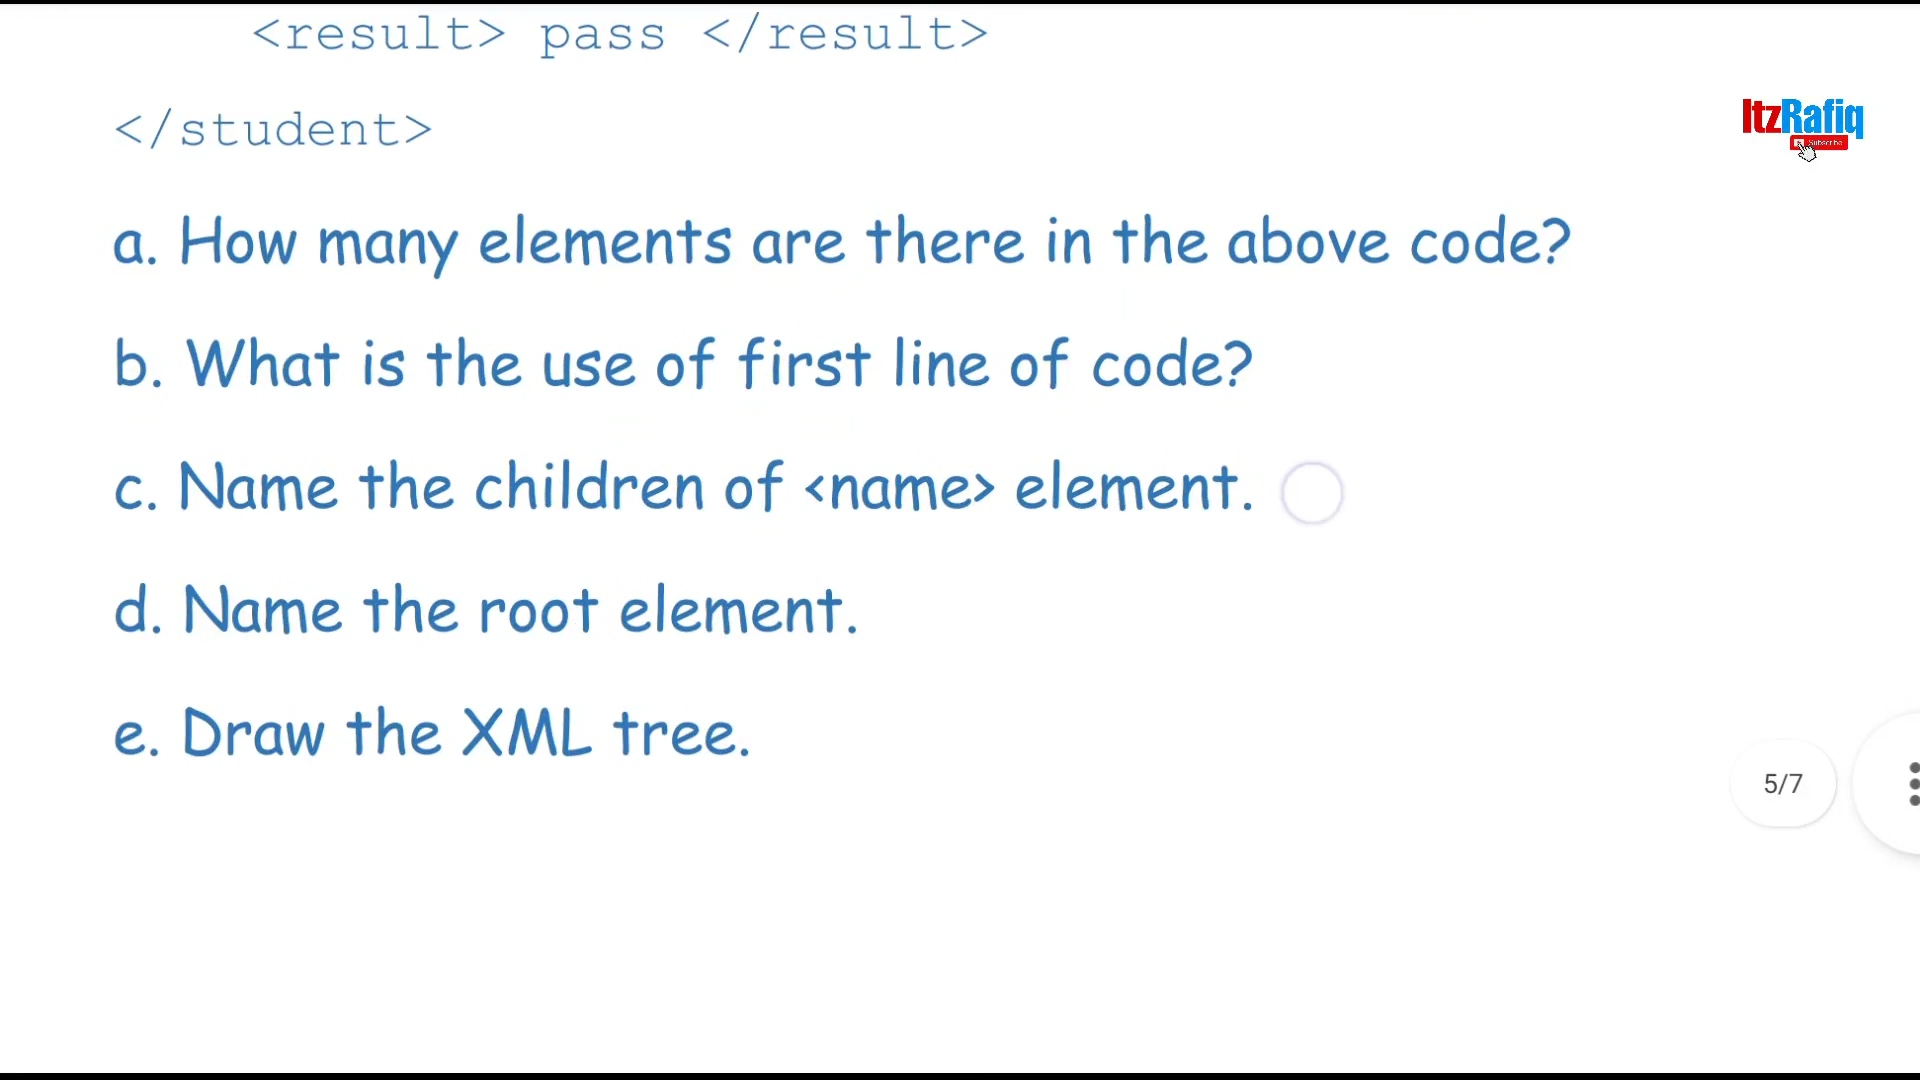 <result> pass </result>
</student>
ItzRafiq
Subscribe
a. How many elements are there in the above code?
b. What is the use of first line of code?
c. Name the children of <name> element.
d. Name the root element.
e. Draw the XML tree.
5/7